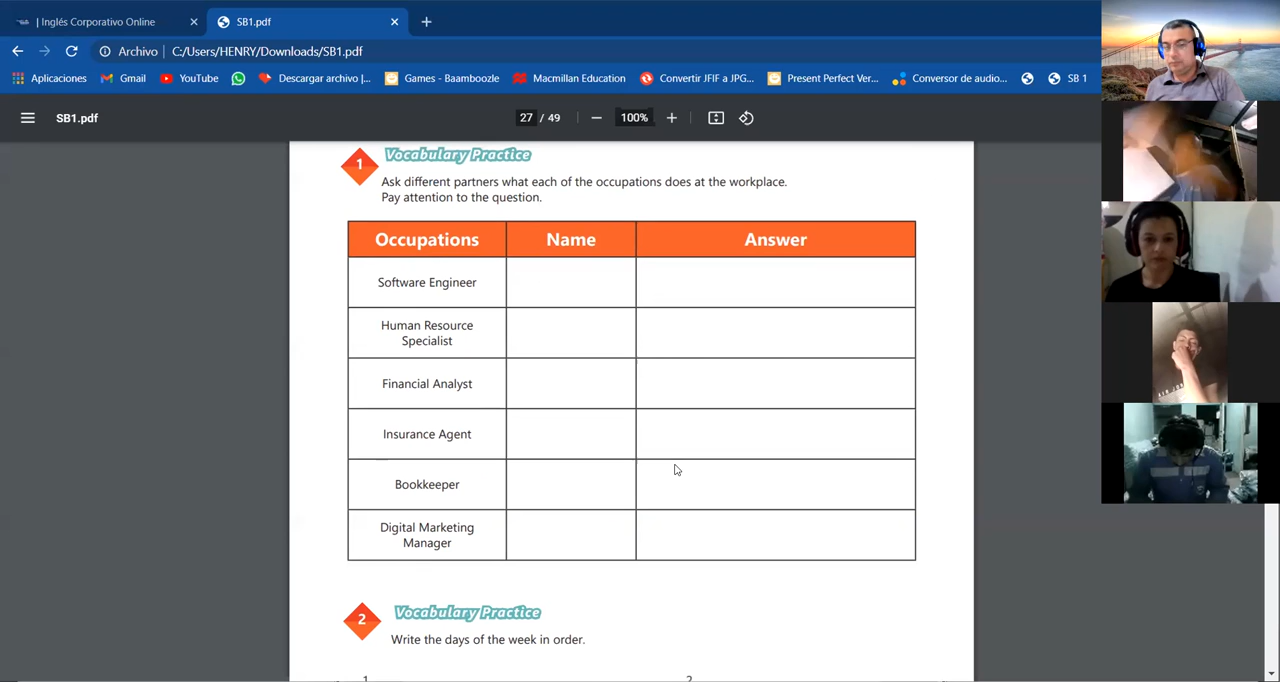 | Inglés Corporativo Online
SB1.pdf
Archivo | C:/Users/HENRY/Downloads/SB1.pdf
Aplicaciones Gmail YouTube Descargar archivo |... Games - Baamboozle Macmillan Education Convertir JFIF a JPG... Present Perfect Ver... Conversor de audio... SB 1
SB1.pdf 27 / 49 100%
1 Vocabulary Practice
Ask different partners what each of the occupations does at the workplace.
Pay attention to the question.
Occupations Name Answer
Software Engineer
Human Resource
Specialist
Financial Analyst
Insurance Agent
Bookkeeper
Digital Marketing
Manager
2 Vocabulary Practice
Write the days of the week in order.
1 2